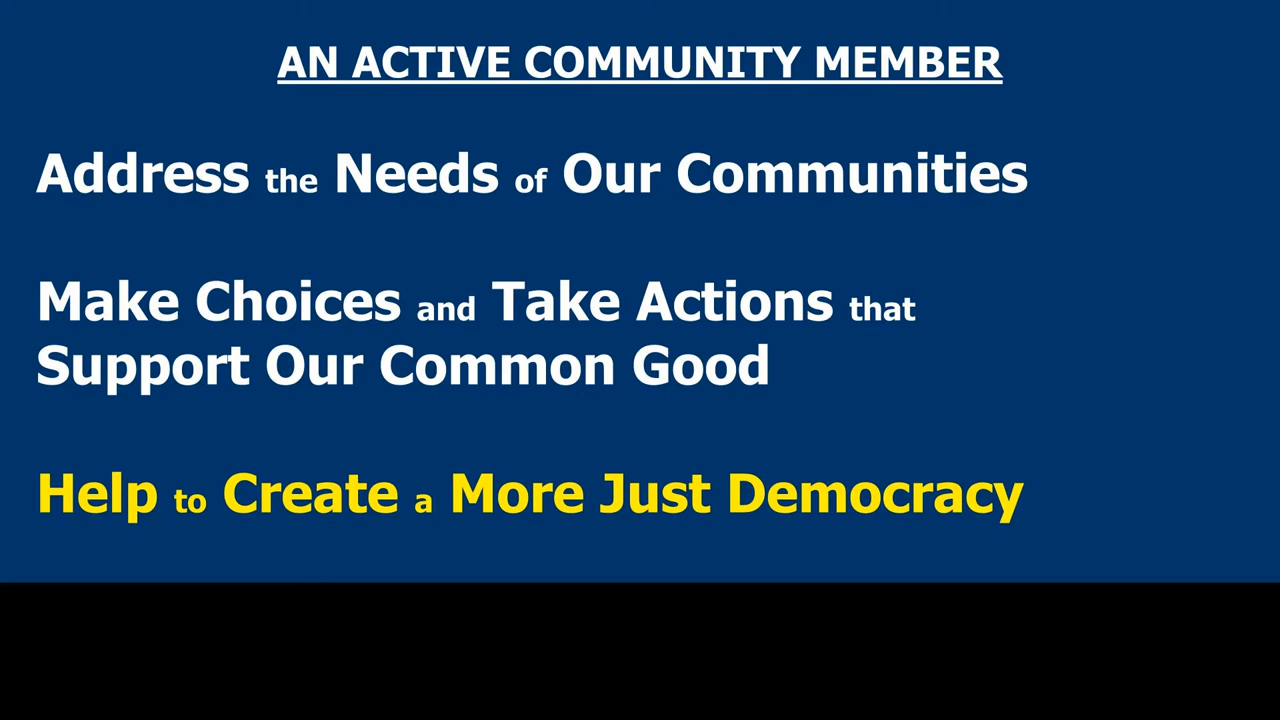 AN ACTIVE COMMUNITY MEMBER
Address the Needs of Our Communities
Make Choices and Take Actions that
Support Our Common Good
Help to Create a More Just Democracy